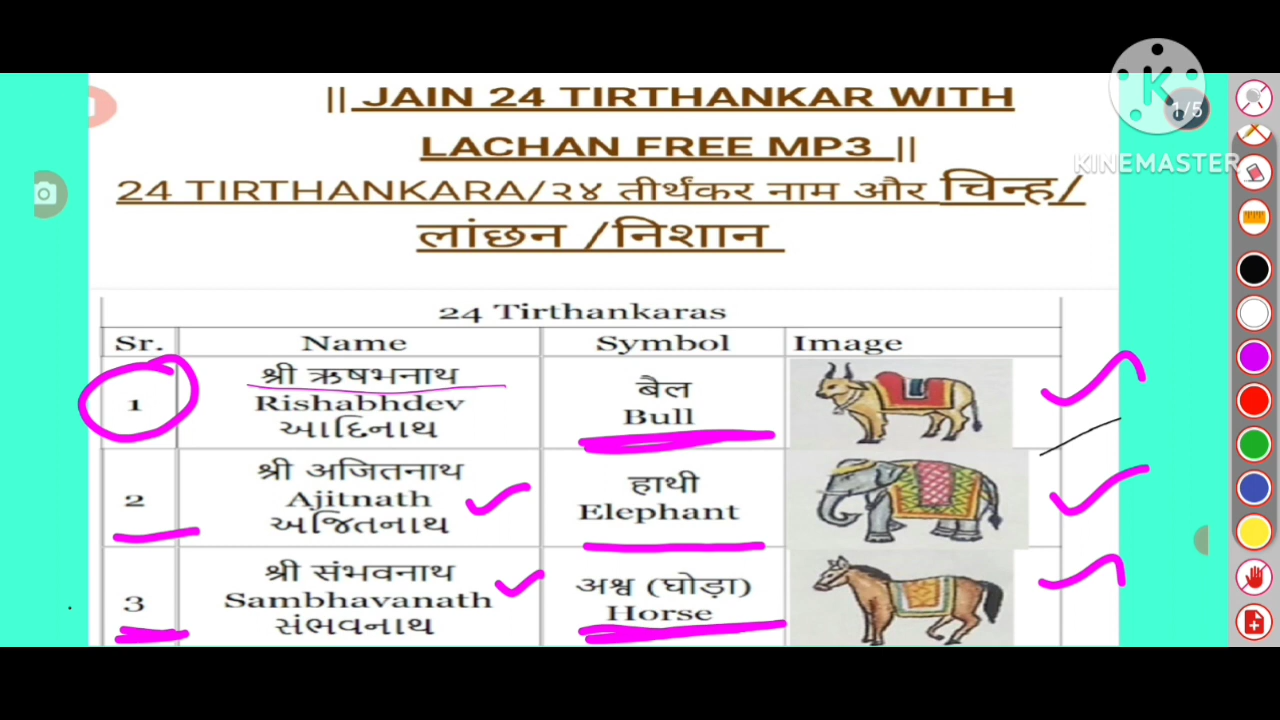 || JAIN 24 TIRTHANKAR WITH
LACHAN FREE MP3 ||
24 TIRTHANKARA/२४ तीर्थंकर नाम और चिन्ह/
लांछन /निशान
1/5
K
KINEMASTER
24 Tirthankaras
Sr. Name Symbol Image
1
श्री ऋषभनाथ
Rishabhdev
આદિનાથ
बैल
Bull
2
श्री अजितनाथ
Ajitnath
અજિતનાથ
हाथी
Elephant
3
श्री संभवनाथ
Sambhavanath
સંભવનાથ
अश्व (घोड़ा)
Horse